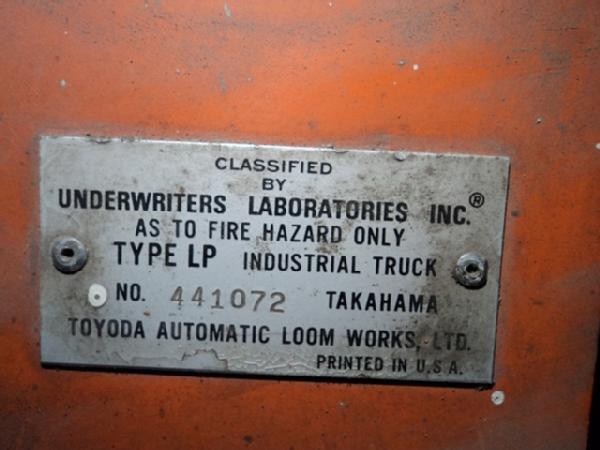 CLASSIFIED
BY
UNDERWRITERS LABORATORIES INC.®
AS TO FIRE HAZARD ONLY
TYPE LP INDUSTRIAL TRUCK
NO. 441072 TAKAHAMA
TOYODA AUTOMATIC LOOM WORKS, LTD.
PRINTED IN U.S.A.